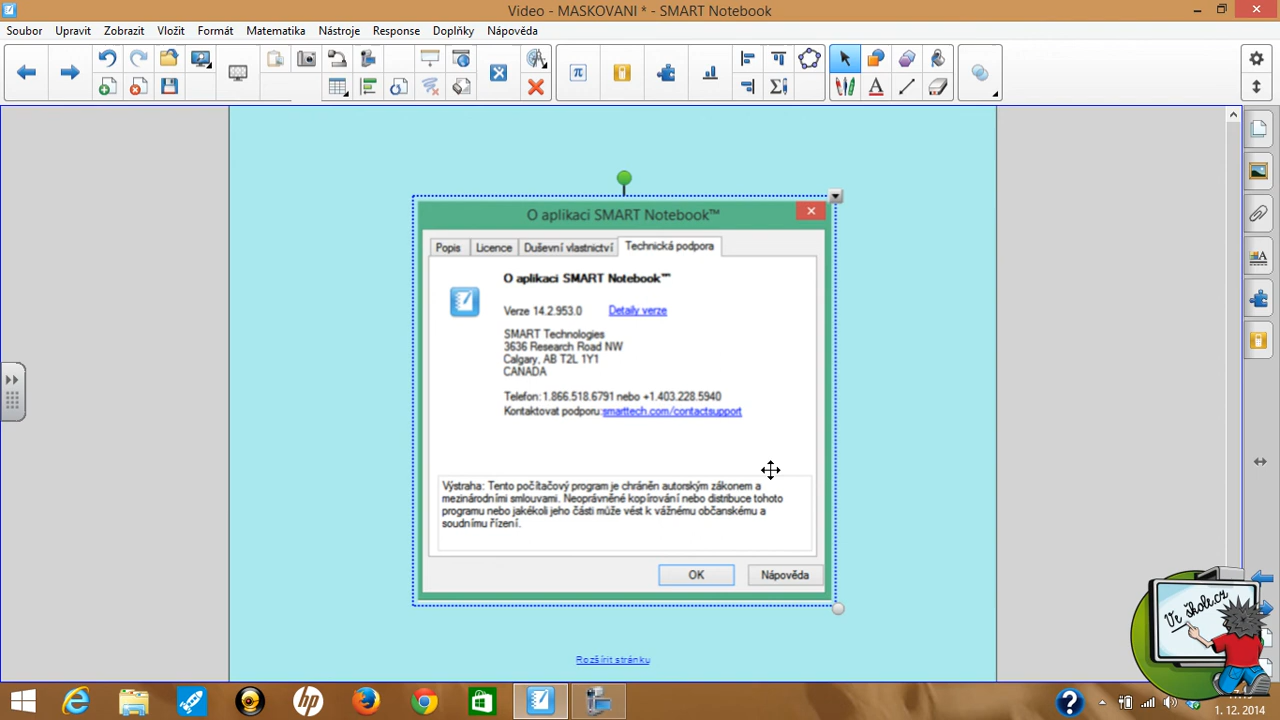 Video - MASKOVANI * - SMART Notebook
Soubor Upravit Zobrazit Vložit Formát Matematika Nástroje Response Doplňky Nápověda
O aplikaci SMART Notebook™
Popis Licence Duševní vlastnictví Technická podpora
O aplikaci SMART Notebook™
Verze 14.2.953.0 Detaily verze
SMART Technologies
3636 Research Road NW
Calgary, AB T2L 1Y1
CANADA
Telefon: 1.866.518.6791 nebo +1.403.228.5940
Kontaktovat podporu:smarttech.com/contactsupport
Výstraha: Tento počítačový program je chráněn autorským zákonem a
mezinárodními smlouvami. Neoprávněné kopírování nebo distribuce tohoto
programu nebo jakékoli jeho části může vést k vážnému občanskému a
soudnímu řízení.
OK Nápověda
Rozšířit stránku
Ve škole.cz
1. 12. 2014